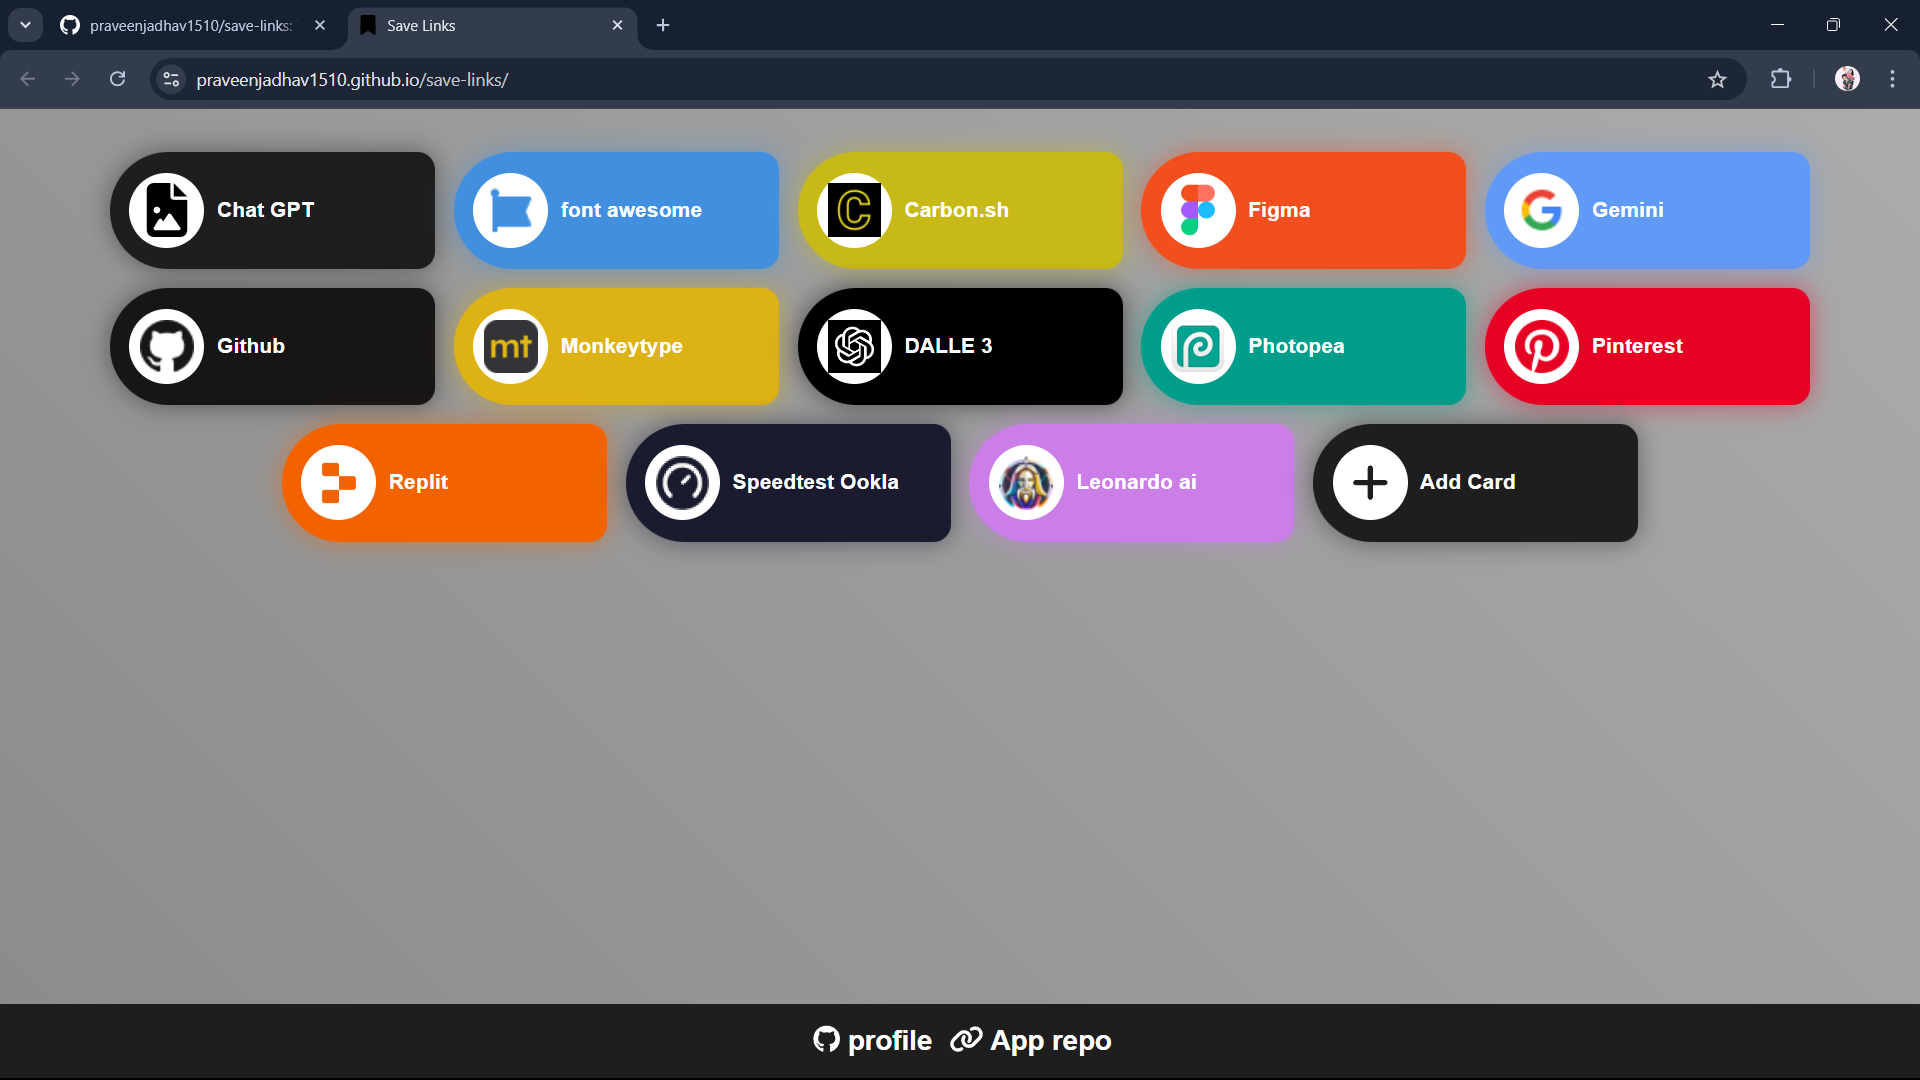 praveenjadhav1510/save-links:
Save Links
praveenjadhav1510.github.io/save-links/
Chat GPT
font awesome
C
Carbon.sh
Figma
G
Gemini
Github
mt
Monkeytype
DALLE 3
Photopea
Pinterest
Replit
Speedtest Ookla
Leonardo ai
Add Card
profile
App repo